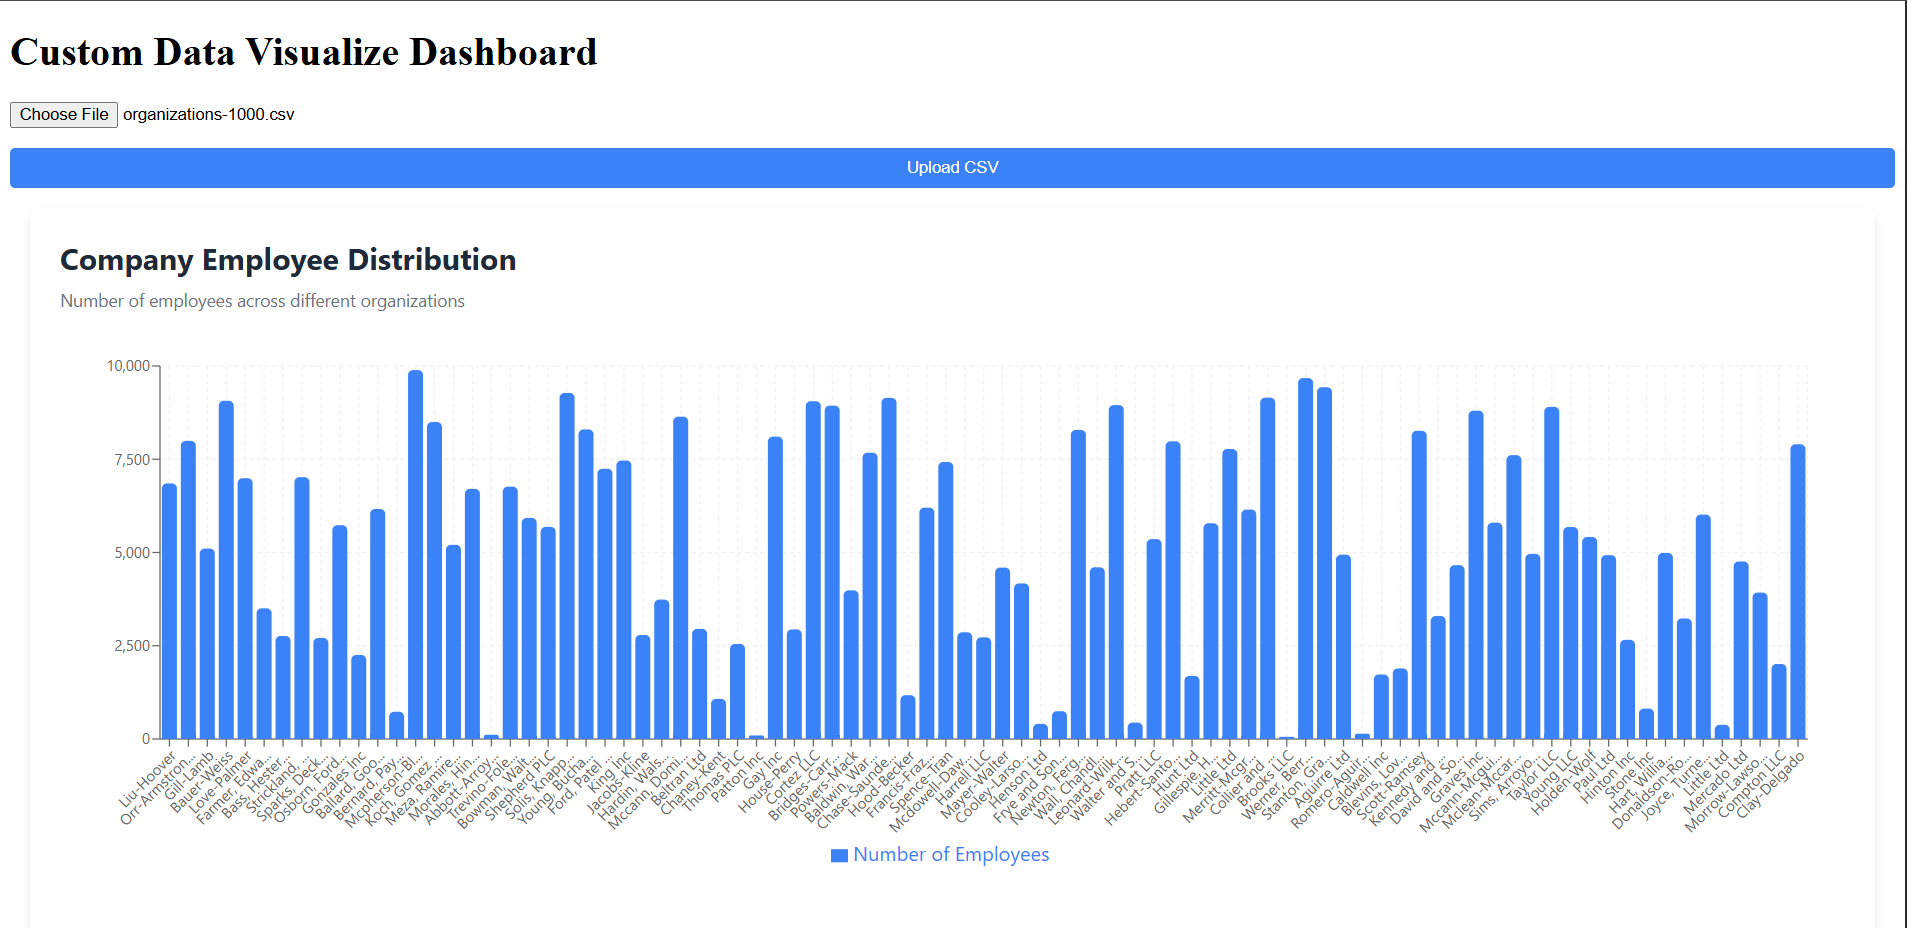 Custom Data Visualize Dashboard
Choose File organizations-1000.csv
Upload CSV
Company Employee Distribution
Number of employees across different organizations
10,000
7,500
5,000
2,500
0
Liu-Hoover
Orr-Armstron...
Gill-Lamb
Bauer-Weiss
Love-Palmer
Farmer, Edwa...
Bass, Hester...
Strickland, ...
Sparks, Deck...
Osborn, Ford...
Gonzales Inc
Ballard, Goo...
Bernard, Pay...
Mcpherson-Bl...
Koch, Gomez ...
Meza, Ramire...
Morales, Hin...
Abbott-Arroy...
Trevino-Fole...
Bowman, Walt...
Shepherd PLC
Solis, Knapp...
Young, Bucha...
Ford, Patel ...
King Inc
Jacobs-Kline
Hardin, Wals...
Mccann, Domi...
Beltran Ltd
Chaney-Kent
Thomas PLC
Patton Inc
Gay Inc
House-Perry
Cortez LLC
Bridges-Carr...
Powers-Mack
Baldwin, War...
Chase-Saunde...
Hood-Becker
Francis-Fraz...
Spence-Tran
Mcdowell-Daw...
Harrell LLC
Mayer-Walter
Cooley-Larso...
Henson Ltd
Frye and Son...
Newton, Ferg...
Wall, Chandl...
Leonard-Wilk...
Walter and S...
Pratt LLC
Hebert-Santo...
Hunt Ltd
Gillespie, H...
Little Ltd
Merritt-Mcgr...
Collier and ...
Brooks LLC
Werner, Berr...
Stanton, Gra...
Aguirre Ltd
Romero-Aguil...
Caldwell Inc
Blevins, Lov...
Scott-Ramsey
Kennedy and ...
David and So...
Graves Inc
Mccann-Mcgui...
Mclean-Mccar...
Sims, Arroyo...
Taylor LLC
Young LLC
Holden-Wolf
Paul Ltd
Hinton Inc
Stone Inc
Hart, Willia...
Donaldson-Ro...
Joyce, Turne...
Little Ltd
Mercado Ltd
Morrow-Lawso...
Compton LLC
Clay-Delgado
Number of Employees